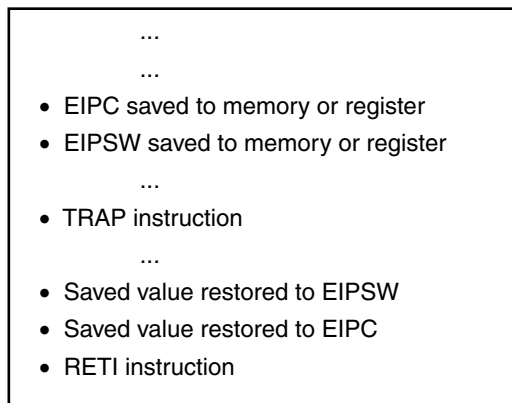 ...
...
• EIPC saved to memory or register
• EIPSW saved to memory or register
...
• TRAP instruction
...
• Saved value restored to EIPSW
• Saved value restored to EIPC
• RETI instruction